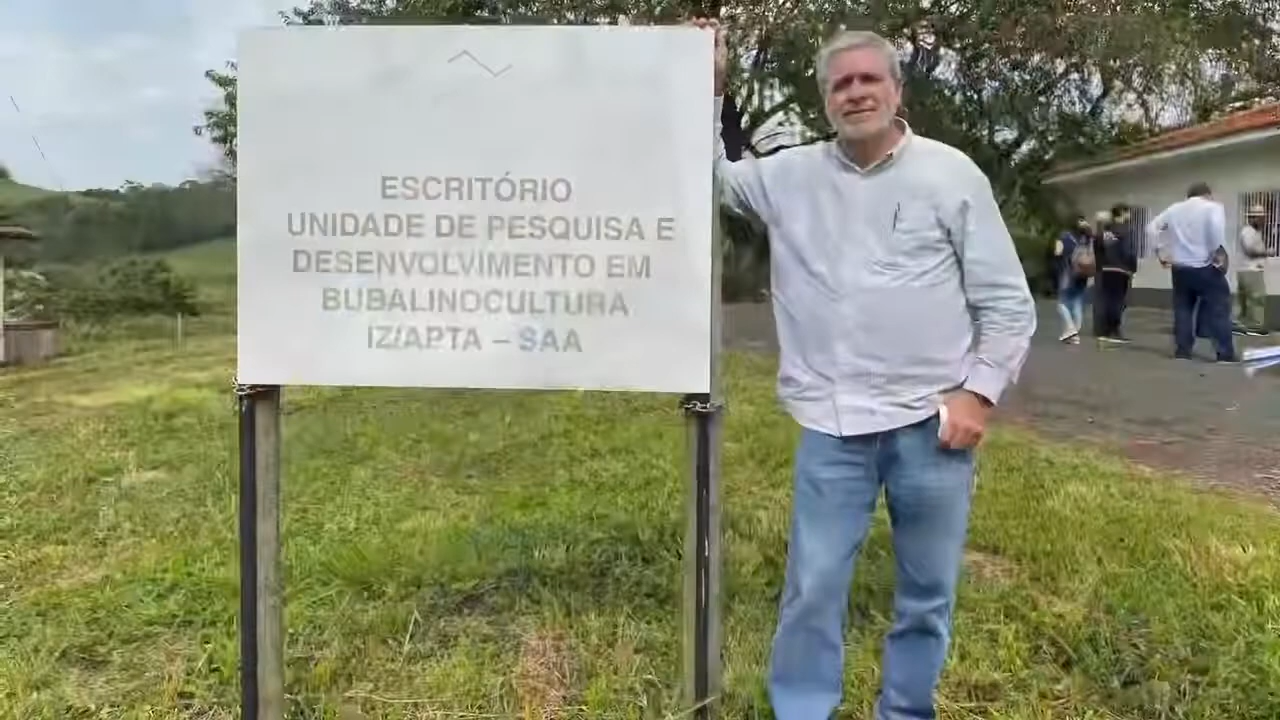 ESCRITÓRIO
UNIDADE DE PESQUISA E
DESENVOLVIMENTO EM
BUBALINOCULTURA
IZ/APTA – SAA